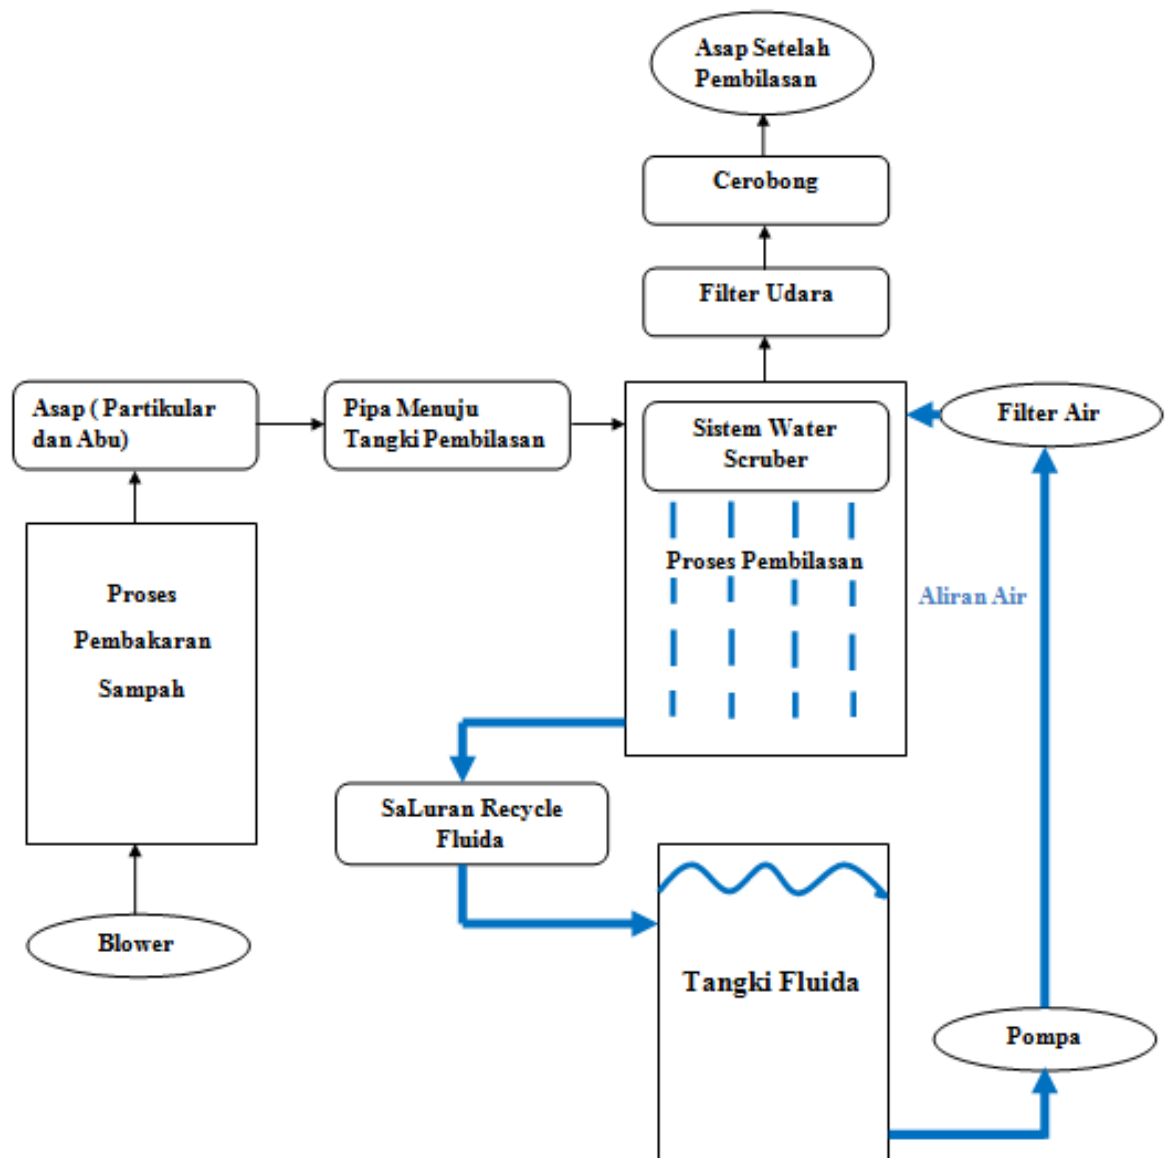 Asap Setelah
Pembilasan
Cerobong
Filter Udara
Asap ( Partikular
dan Abu)
Pipa Menuju
Tangki Pembilasan
Sistem Water
Scruber
Filter Air
Proses Pembilasan
Aliran Air
Proses
Pembakaran
Sampah
SaLuran Recycle
Fluida
Blower
Tangki Fluida
Pompa